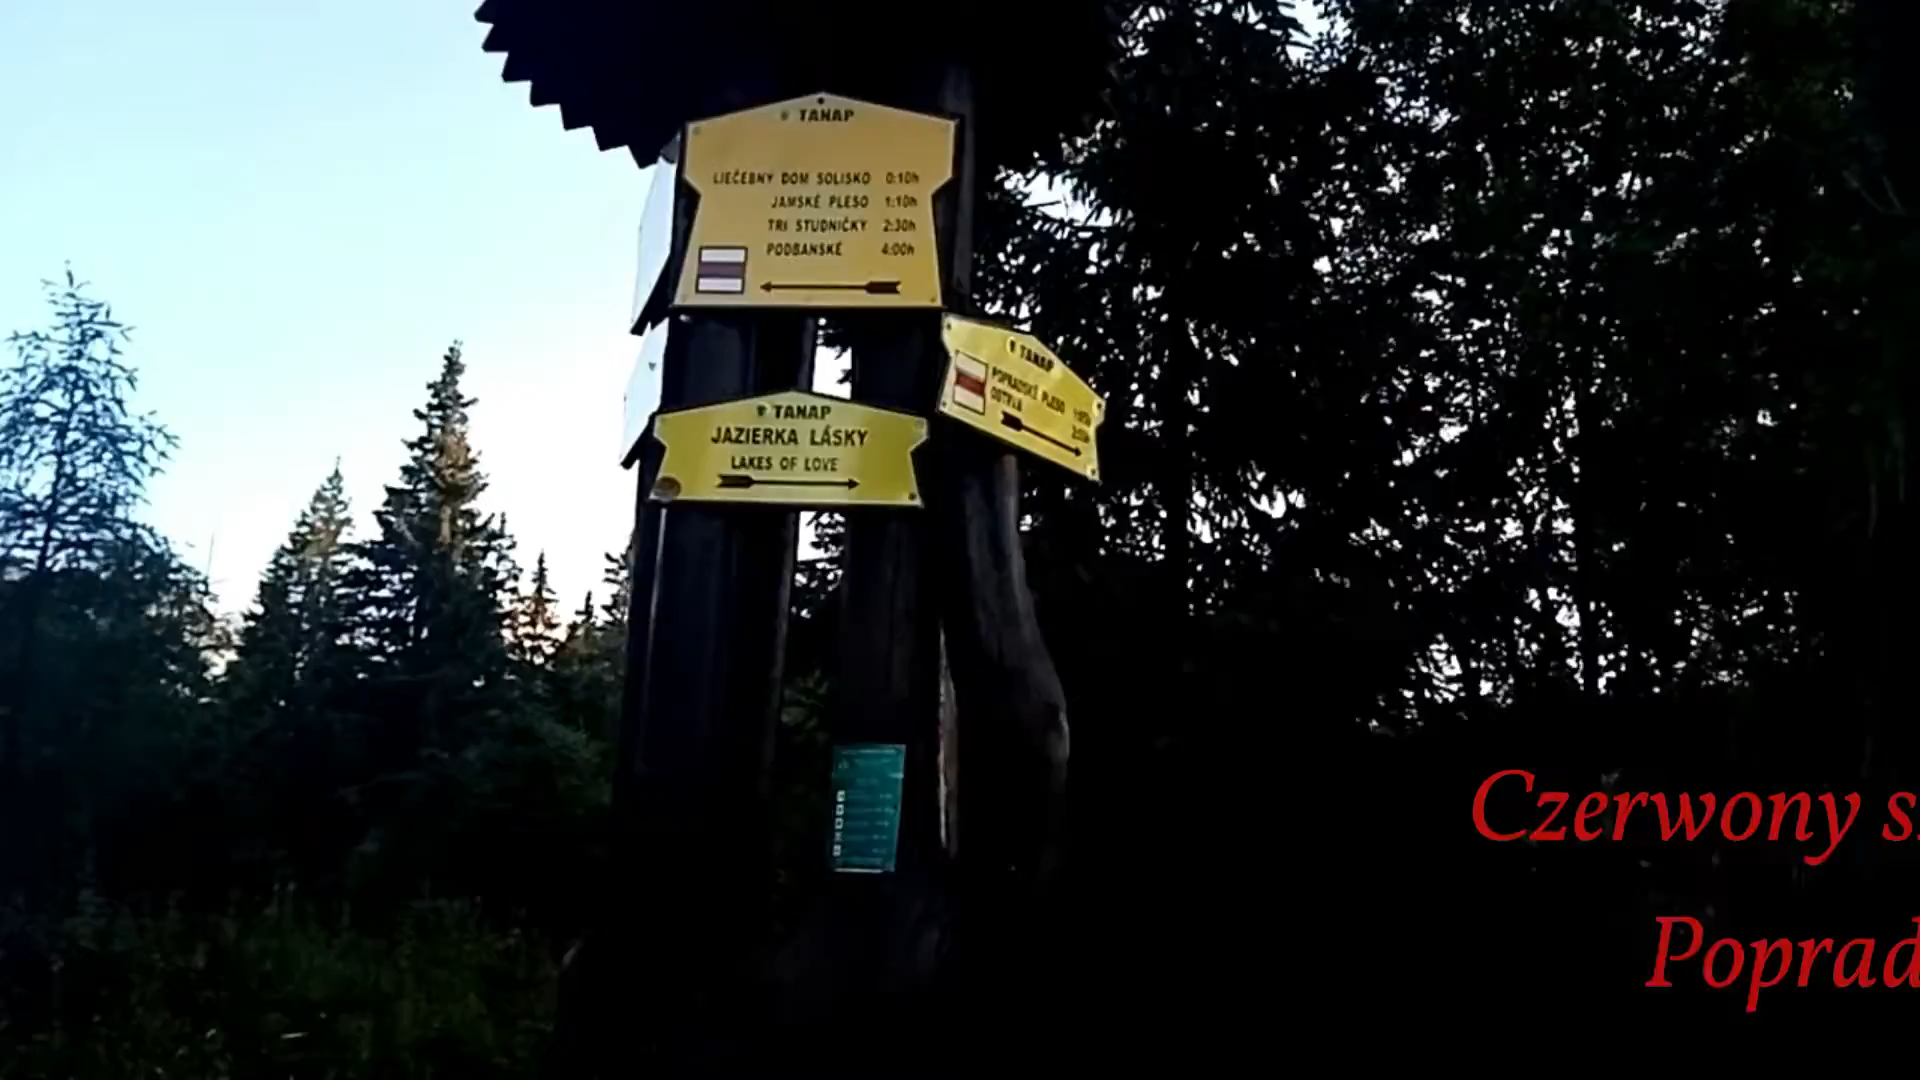 TANAP
LIEČEBNY DOM SOLISKO 0:10h
JAMSKÉ PLESO 1:10h
TRI STUDNIČKY 2:30h
PODBANSKÉ 4:00h
TANAP
POPRADSKÉ PLESO
OSTRVA
TANAP
JAZIERKA LÁSKY
LAKES OF LOVE
Czerwony s
Poprad